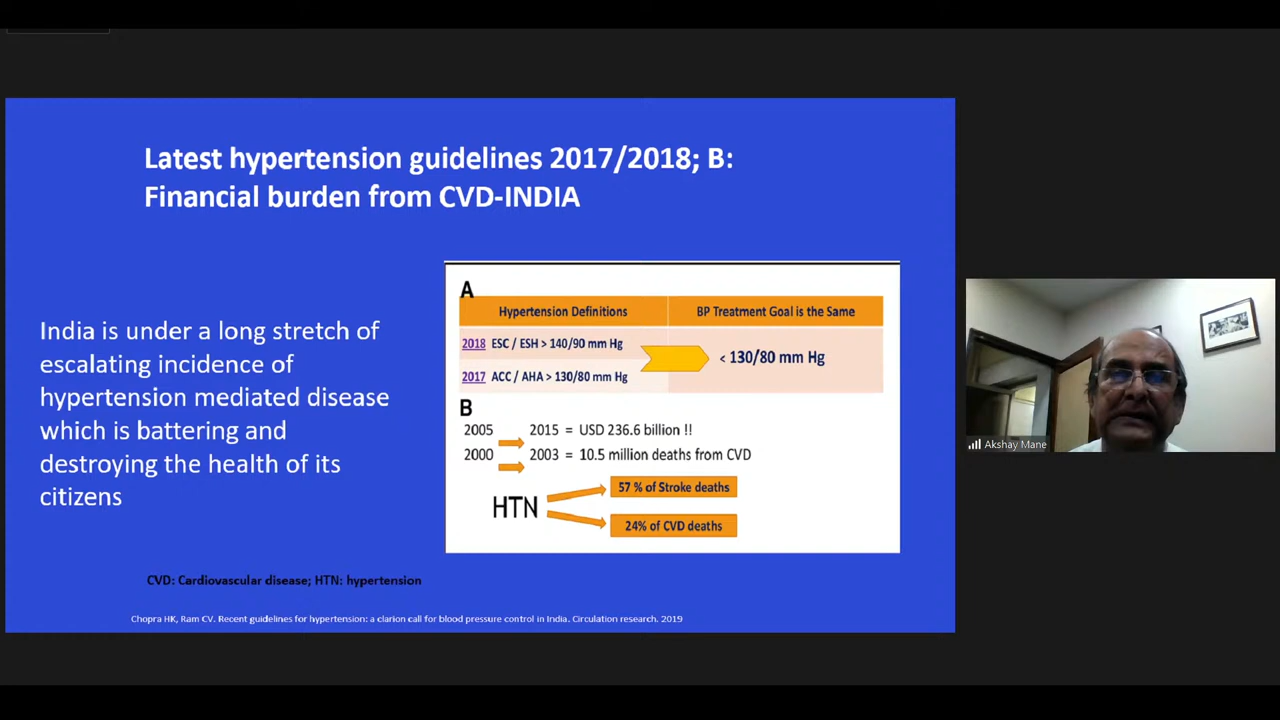 Latest hypertension guidelines 2017/2018; B:
Financial burden from CVD-INDIA
India is under a long stretch of
escalating incidence of
hypertension mediated disease
which is battering and
destroying the health of its
citizens
A
Hypertension Definitions
BP Treatment Goal is the Same
2018 ESC / ESH > 140/90 mm Hg
2017 ACC / AHA > 130/80 mm Hg
< 130/80 mm Hg
B
2005 2015 = USD 236.6 billion !!
2000 2003 = 10.5 million deaths from CVD
HTN
57 % of Stroke deaths
24% of CVD deaths
CVD: Cardiovascular disease; HTN: hypertension
Chopra HK, Ram CV. Recent guidelines for hypertension: a clarion call for blood pressure control in India. Circulation research. 2019
Akshay Mane